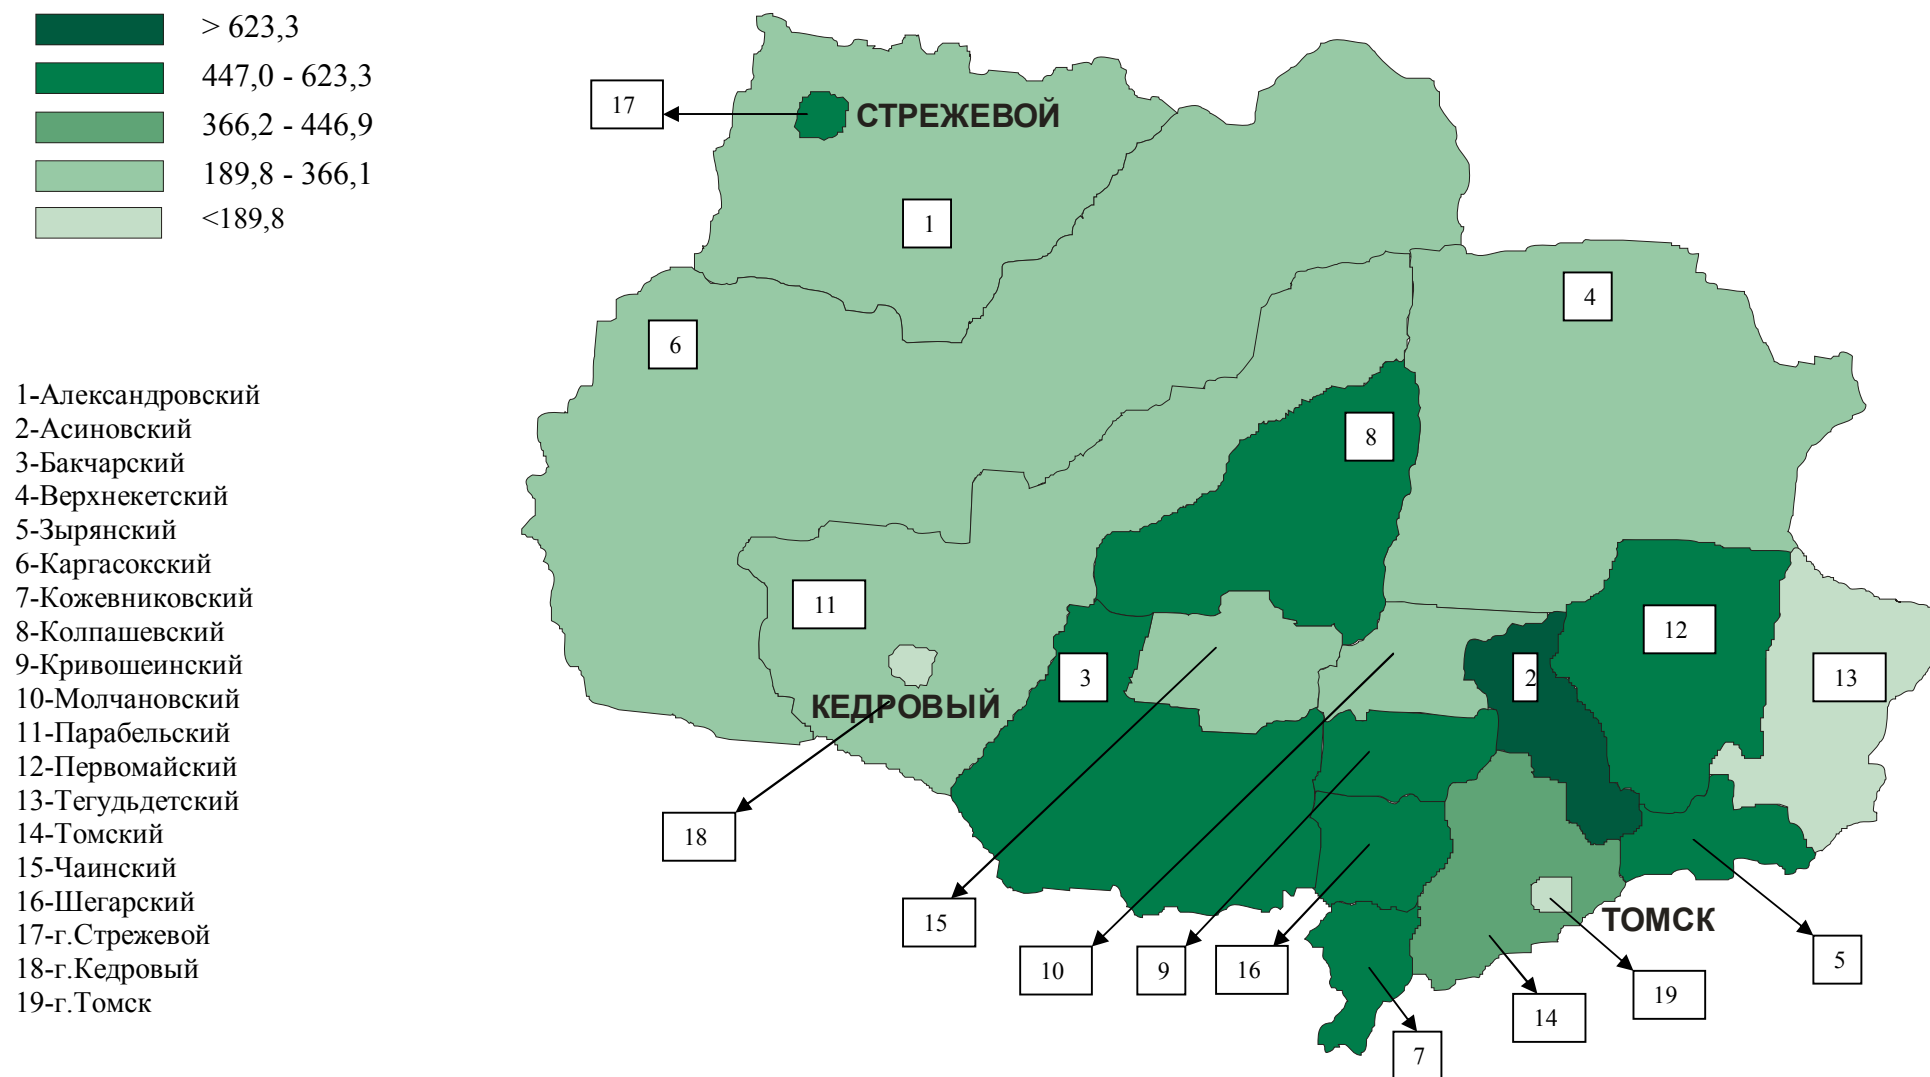 > 623,3
447,0 - 623,3
366,2 - 446,9
189,8 - 366,1
<189,8
1-Александровский
2-Асиновский
3-Бакчарский
4-Верхнекетский
5-Зырянский
6-Каргасокский
7-Кожевниковский
8-Колпашевский
9-Кривошеинский
10-Молчановский
11-Парабельский
12-Первомайский
13-Тегудьдетский
14-Томский
15-Чаинский
16-Шегарский
17-г.Стрежевой
18-г.Кедровый
19-г.Томск
17
СТРЕЖЕВОЙ
1
4
6
8
11
12
3
2
13
КЕДРОВЫЙ
18
15
ТОМСК
10
9
16
5
19
14
7